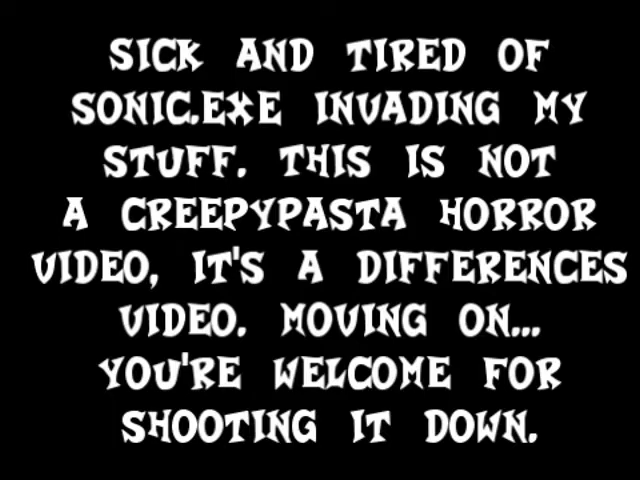 SICK AND TIRED OF
SONIC.EXE INVADING MY
STUFF. THIS IS NOT
A CREEPYPASTA HORROR
VIDEO, IT'S A DIFFERENCES
VIDEO. MOVING ON...
YOU'RE WELCOME FOR
SHOOTING IT DOWN.